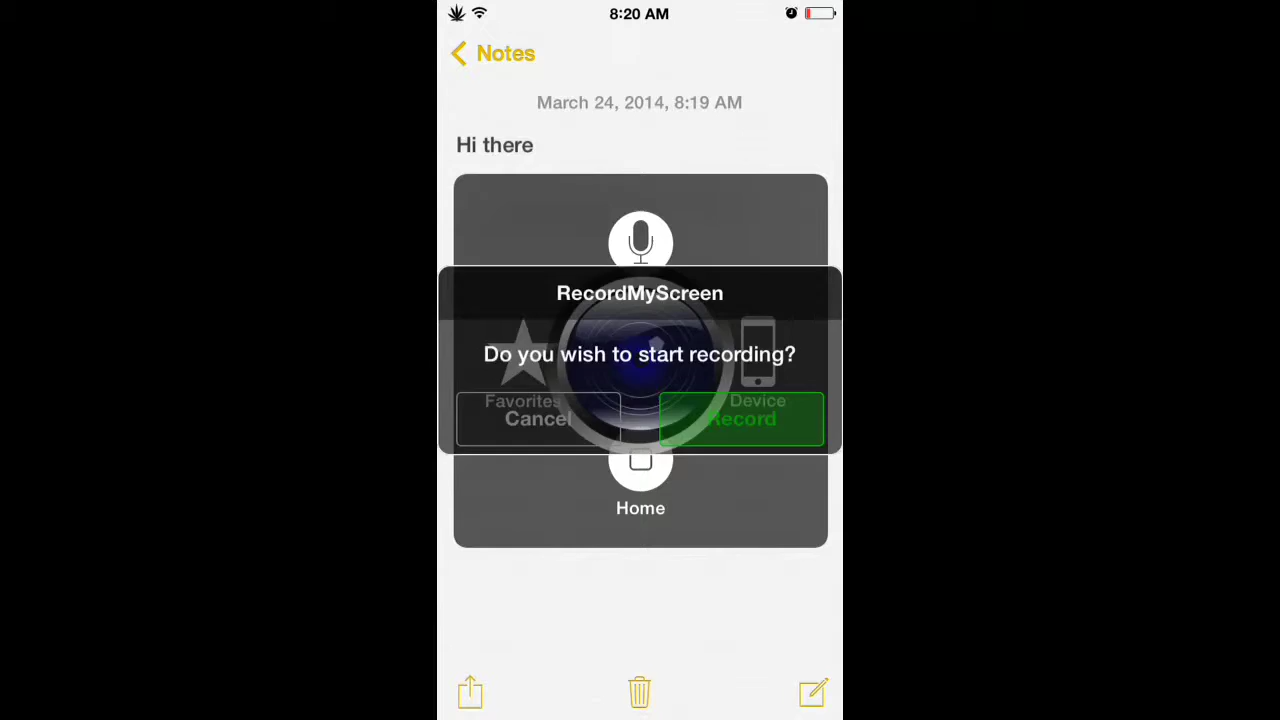 8:20 AM
Notes
March 24, 2014, 8:19 AM
Hi there
RecordMyScreen
Do you wish to start recording?
Favorites
Device
Cancel
Record
Home